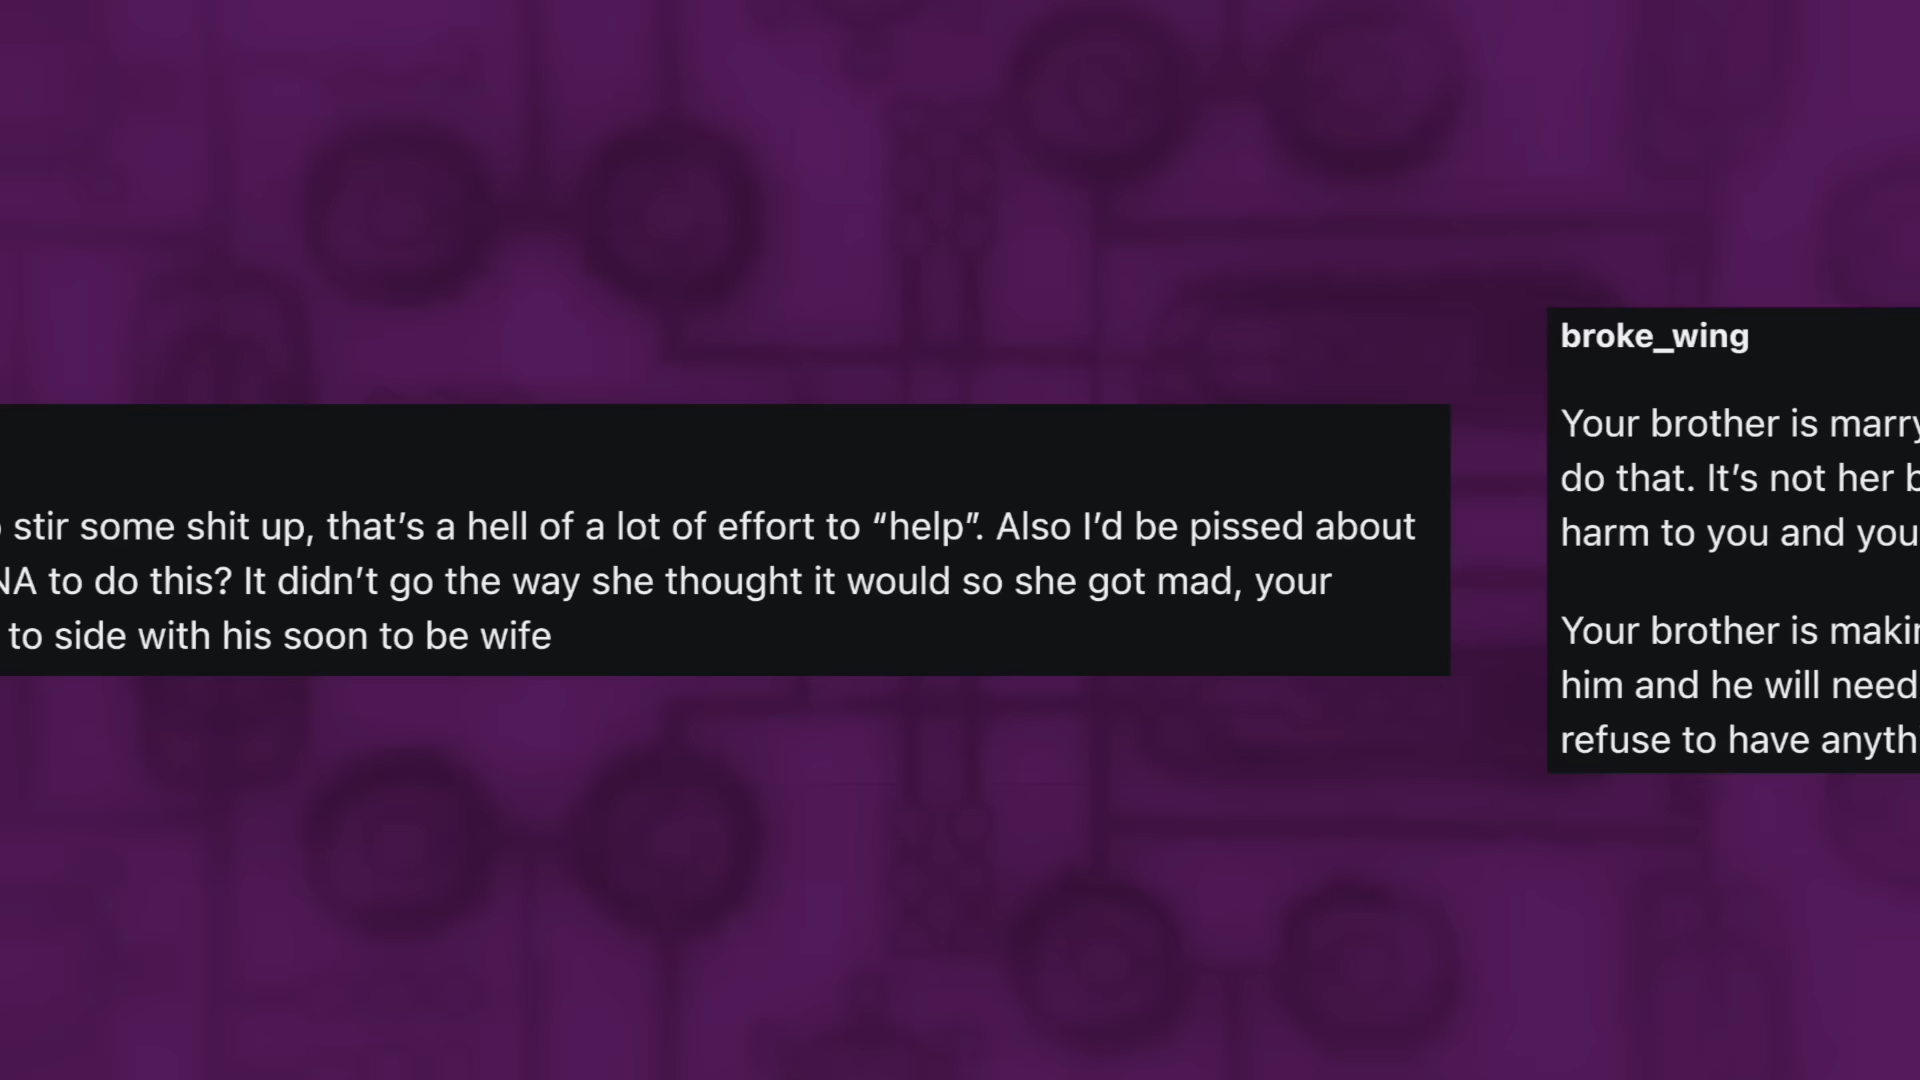 stir some shit up, that’s a hell of a lot of effort to “help”. Also I’d be pissed about
to do this? It didn’t go the way she thought it would so she got mad, your
to side with his soon to be wife
broke_wing
Your brother is marry
do that. It’s not her b
harm to you and you
Your brother is makin
him and he will need
refuse to have anyth